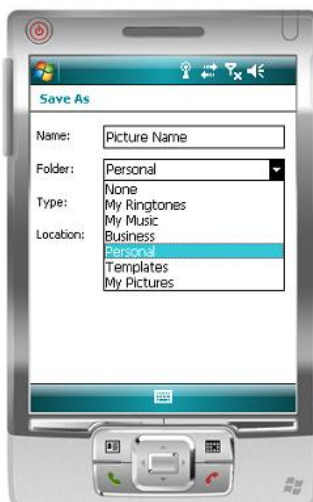 Save As
Name: Picture Name
Folder: Personal
None
My Ringtones
Type:
My Music
Business
Location:
Personal
Templates
My Pictures